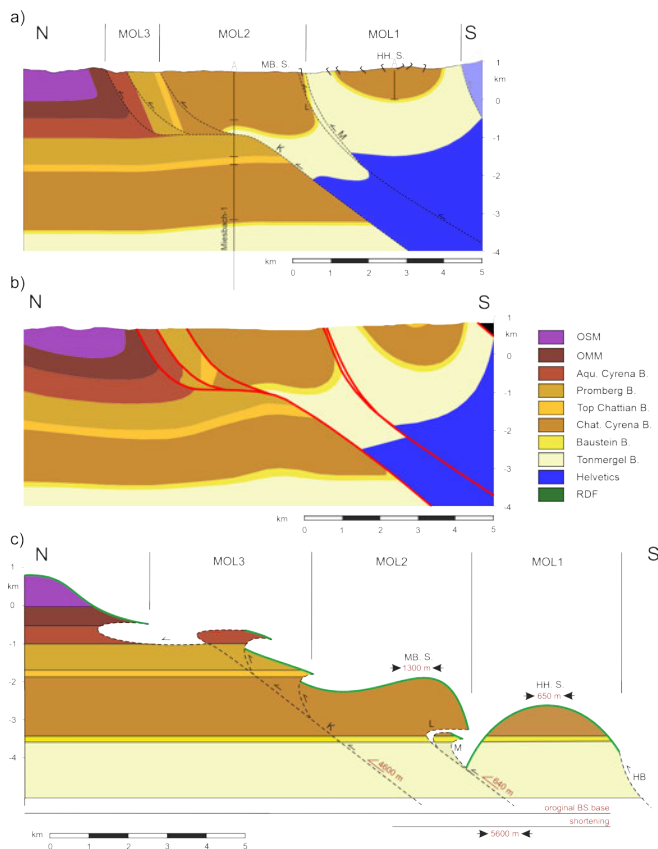 a)
N
MOL3
MOL2
MOL1
S
MB. S.
HH. S.
1
km
0
-1
-2
-3
-4
L
M
K
Miesbach-1
km
0
1
2
3
4
5
b)
N
S
1
km
0
-1
-2
-3
-4
km
0
1
2
3
4
5
OSM
OMM
Aqu. Cyrena B.
Promberg B.
Top Chattian B.
Chat. Cyrena B.
Baustein B.
Tonmergel B.
Helvetics
RDF
c)
N
MOL3
MOL2
MOL1
S
1
km
0
-1
-2
-3
-4
MB. S.
1300 m
HH. S.
650 m
K
L
M
4600 m
640 m
HB
oroginal BS base
shortening
5600 m
km
0
1
2
3
4
5